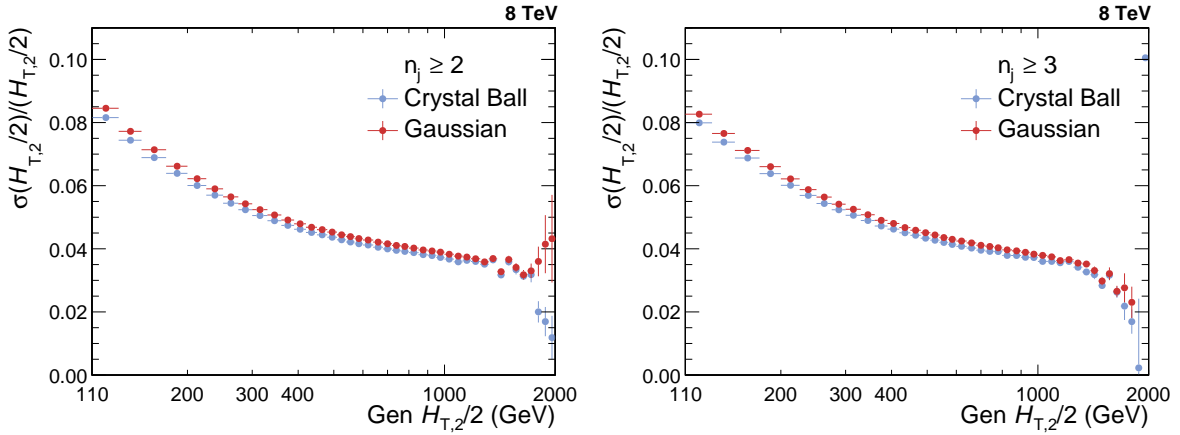 8 TeV
σ(H_T,2/2)/(H_T,2/2)
n_j ≥ 2
Crystal Ball
Gaussian
0.10
0.08
0.06
0.04
0.02
0.00
110 200 300 400 1000 2000
Gen H_T,2/2 (GeV)
8 TeV
σ(H_T,2/2)/(H_T,2/2)
n_j ≥ 3
Crystal Ball
Gaussian
0.10
0.08
0.06
0.04
0.02
0.00
110 200 300 400 1000 2000
Gen H_T,2/2 (GeV)